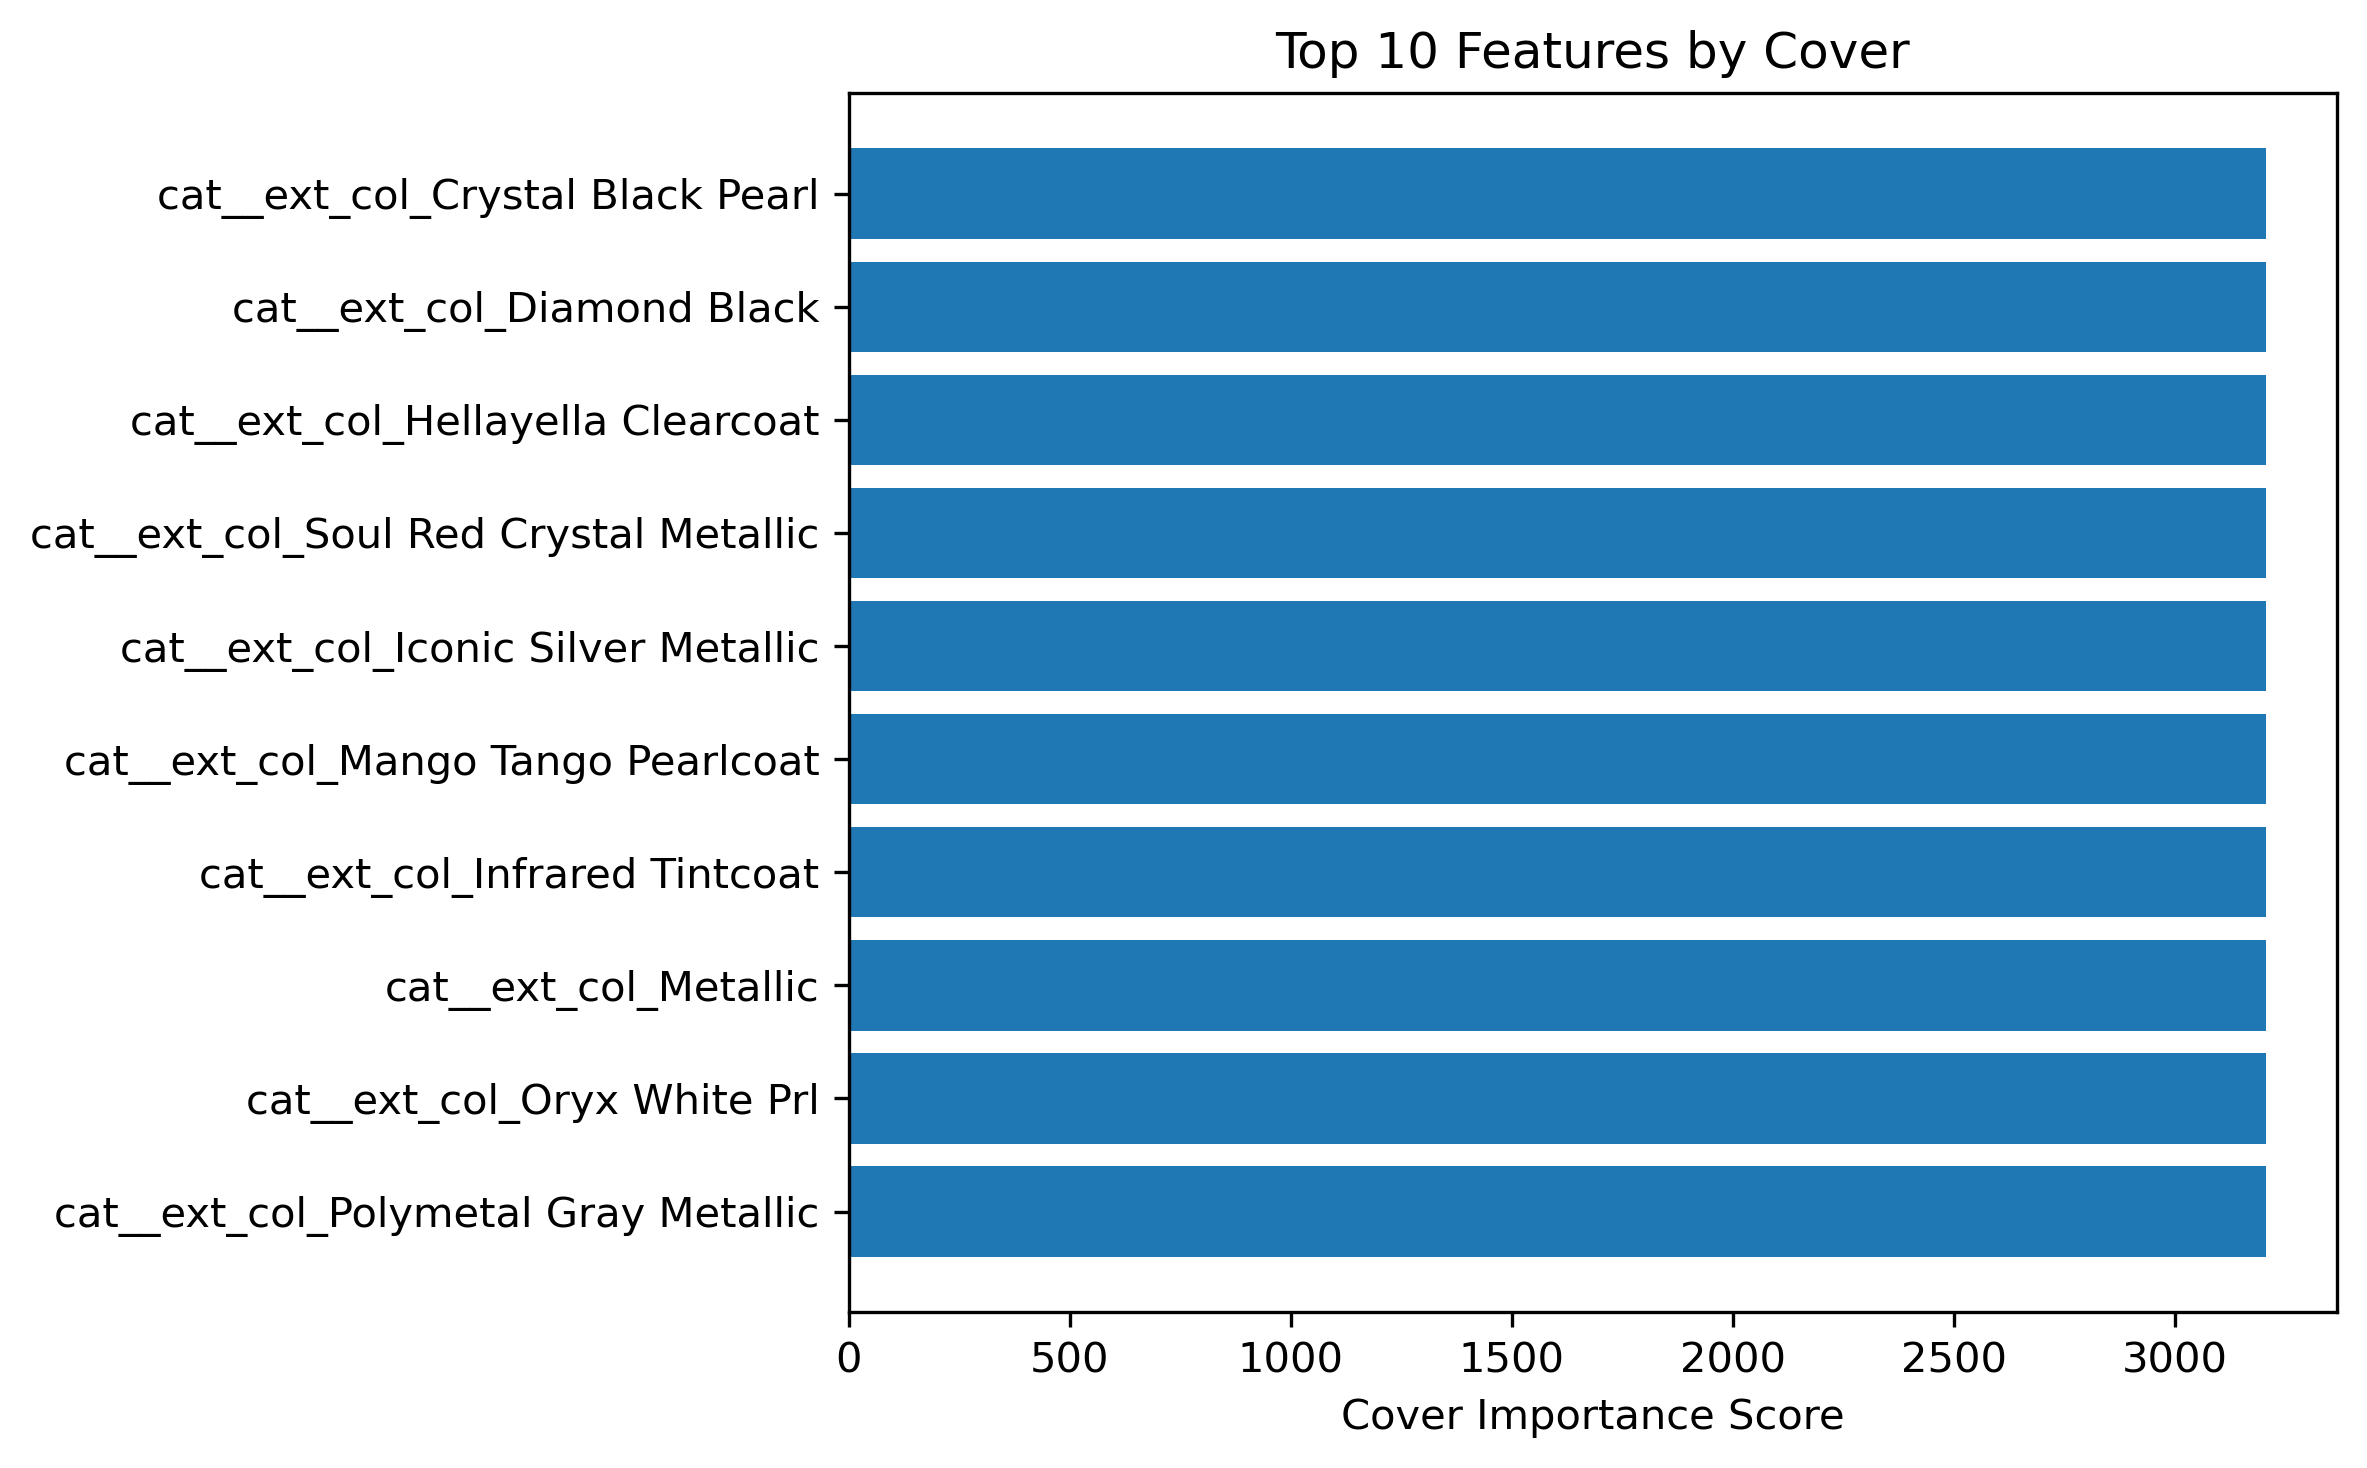 Top 10 Features by Cover
cat__ext_col_Crystal Black Pearl
cat__ext_col_Diamond Black
cat__ext_col_Hellayella Clearcoat
cat__ext_col_Soul Red Crystal Metallic
cat__ext_col_Iconic Silver Metallic
cat__ext_col_Mango Tango Pearlcoat
cat__ext_col_Infrared Tintcoat
cat__ext_col_Metallic
cat__ext_col_Oryx White Prl
cat__ext_col_Polymetal Gray Metallic
0 500 1000 1500 2000 2500 3000
Cover Importance Score